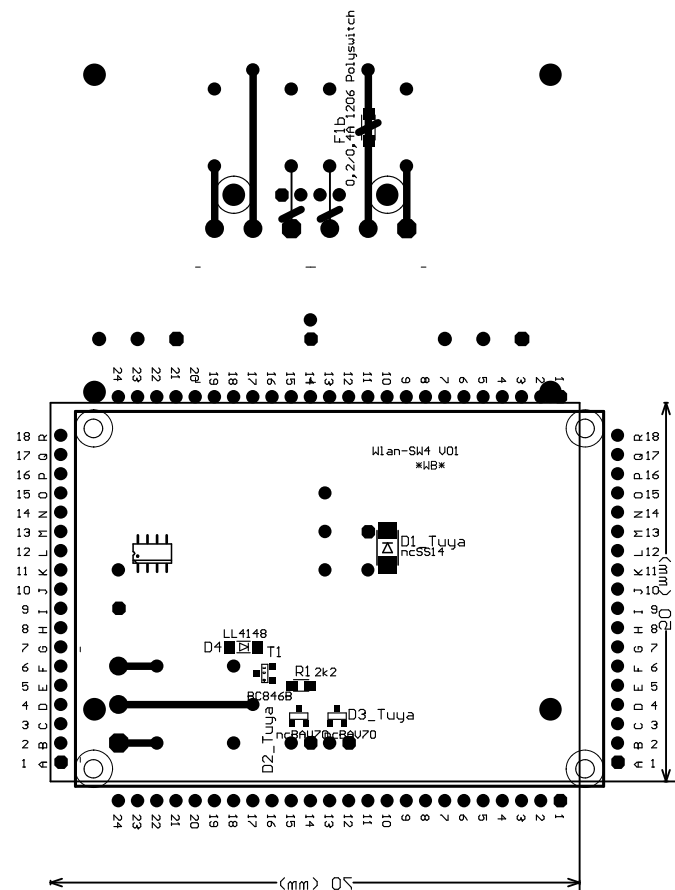 0,2/0,4A 1206 Polyswitch
F1b
24 23 22 21 20 19 18 17 16 15 14 13 12 11 10 9 8 7 6 5 4 3 2 1
18 R
17 Q
16 P
15 O
14 N
13 M
12 L
11 K
10 J
9 I
8 H
7 G
6 F
5 E
4 D
3 C
2 B
1 A
Wlan-SW4 V01
*WB*
D1_Tuya
ncSS14
LL4148
D4
T1
BC846B
R1 2k2
D2_Tuya
D3_Tuya
ncBAV70
ncBAV70
R 18
Q 17
P 16
O 15
N 14
M 13
L 12
K 11
J 10
I 9
H 8
G 7
F 6
E 5
D 4
C 3
B 2
A 1
50 (mm)
24 23 22 21 20 19 18 17 16 15 14 13 12 11 10 9 8 7 6 5 4 3 2 1
70 (mm)